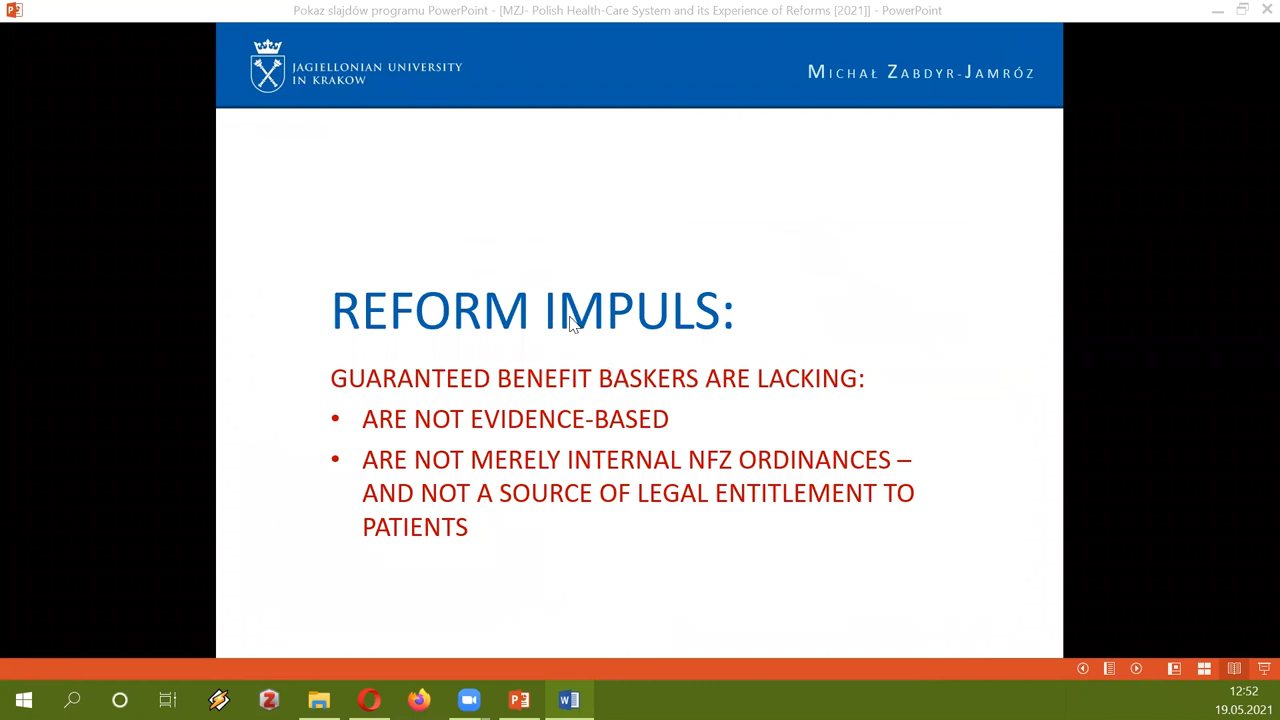 Pokaz slajdów programu PowerPoint - [MZJ- Polish Health-Care System and its Experience of Reforms [2021]] - PowerPoint
JAGIELLONIAN UNIVERSITY
IN KRAKOW
MICHAŁ ZABDYR-JAMRÓZ
REFORM IMPULS:
GUARANTEED BENEFIT BASKERS ARE LACKING:
• ARE NOT EVIDENCE-BASED
• ARE NOT MERELY INTERNAL NFZ ORDINANCES –
AND NOT A SOURCE OF LEGAL ENTITLEMENT TO
PATIENTS
12:52
19.05.2021